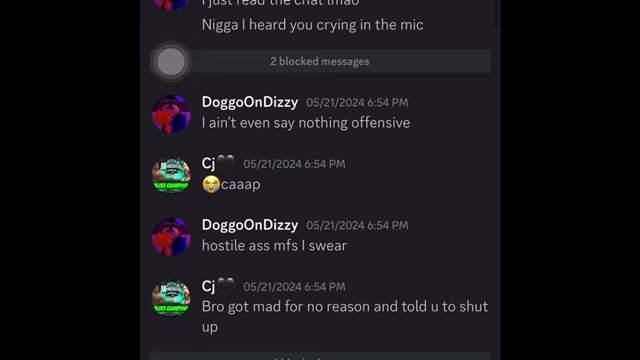 I just read the chat lmao
Nigga I heard you crying in the mic
2 blocked messages
DoggoOnDizzy 05/21/2024 6:54 PM
I ain't even say nothing offensive
Cj🖤 05/21/2024 6:54 PM
😭caaap
DoggoOnDizzy 05/21/2024 6:54 PM
hostile ass mfs I swear
Cj🖤 05/21/2024 6:54 PM
Bro got mad for no reason and told u to shut
up